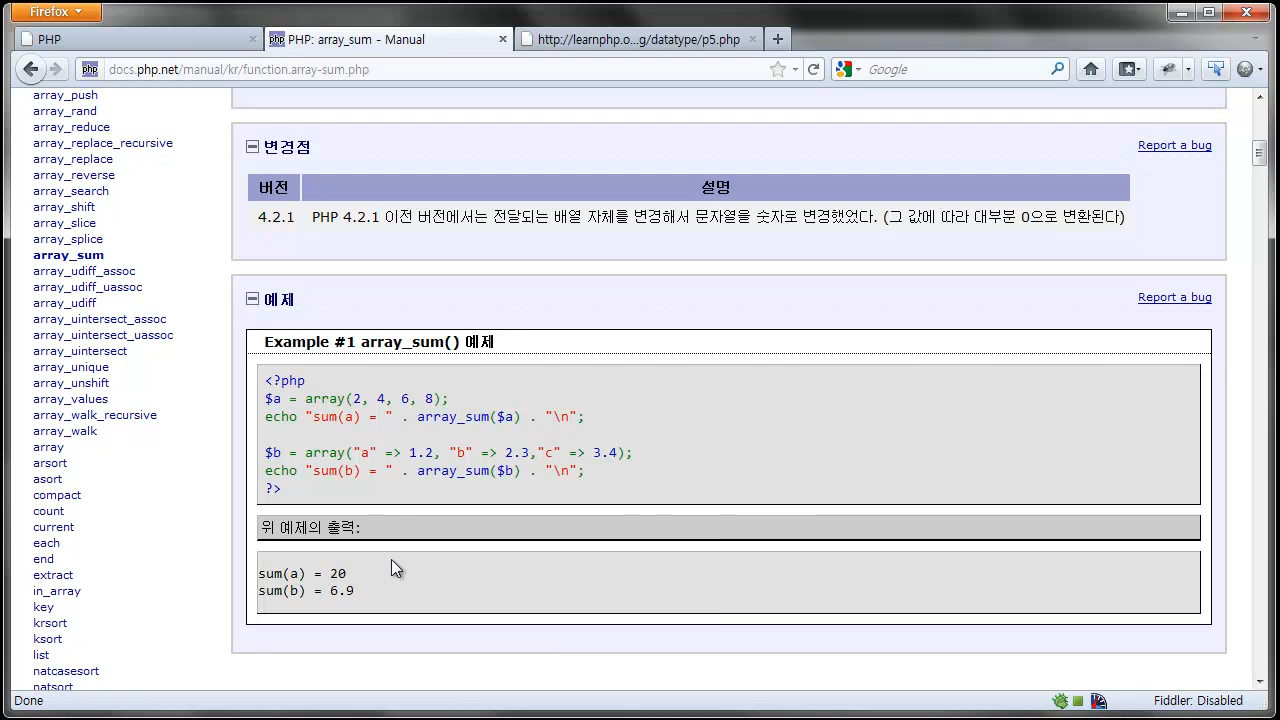 Firefox
PHP
PHP: array_sum - Manual
http://learnphp.o...g/datatype/p5.php
docs.php.net/manual/kr/function.array-sum.php
Google
array_push
array_rand
array_reduce
array_replace_recursive
array_replace
array_reverse
array_search
array_shift
array_slice
array_splice
array_sum
array_udiff_assoc
array_udiff_uassoc
array_udiff
array_uintersect_assoc
array_uintersect_uassoc
array_uintersect
array_unique
array_unshift
array_values
array_walk_recursive
array_walk
array
arsort
asort
compact
count
current
each
end
extract
in_array
key
krsort
ksort
list
natcasesort
natsort
변경점
Report a bug
버전 설명
4.2.1 PHP 4.2.1 이전 버전에서는 전달되는 배열 자체를 변경해서 문자열을 숫자로 변경했었다. (그 값에 따라 대부분 0으로 변환된다)
예제
Report a bug
Example #1 array_sum() 예제
<?php
$a = array(2, 4, 6, 8);
echo "sum(a) = " . array_sum($a) . "\n";
$b = array("a" => 1.2, "b" => 2.3,"c" => 3.4);
echo "sum(b) = " . array_sum($b) . "\n";
?>
위 예제의 출력:
sum(a) = 20
sum(b) = 6.9
Done
Fiddler: Disabled